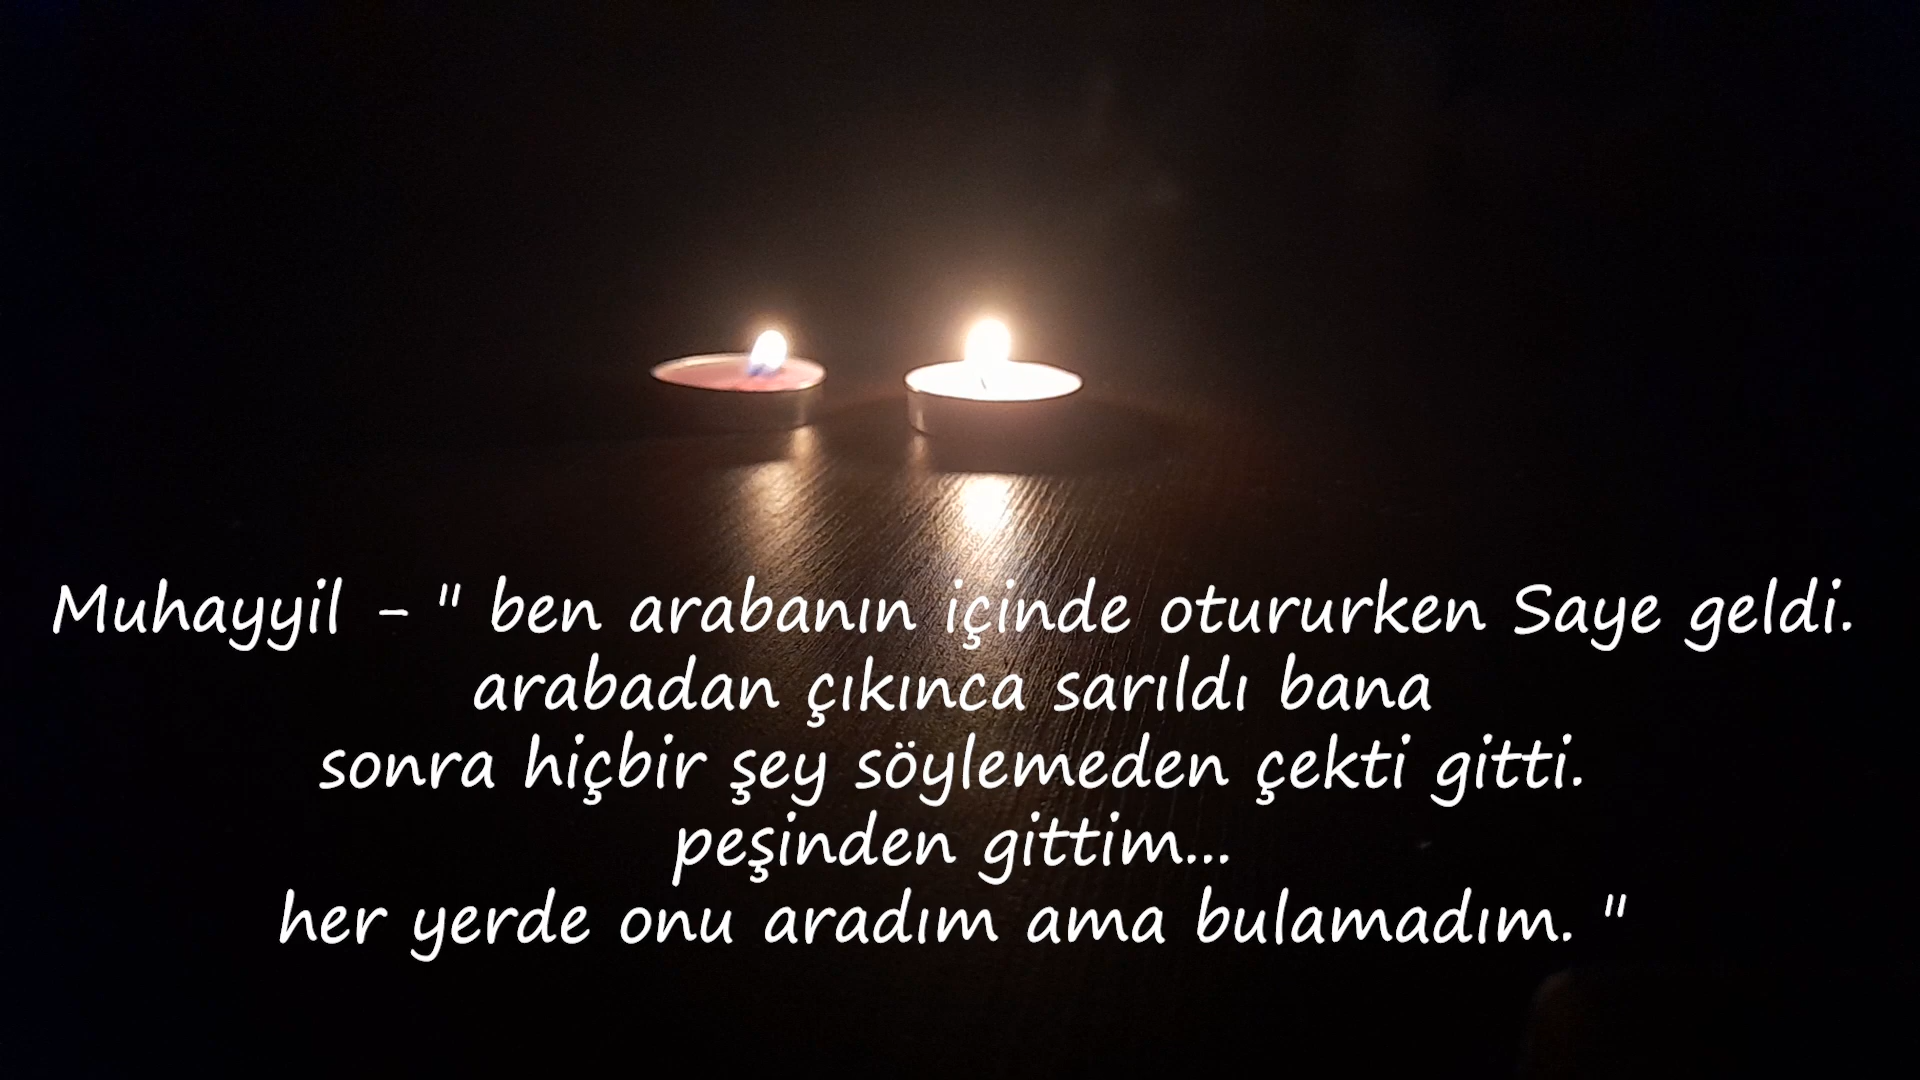 Muhayyil - " ben arabanın içinde otururken Saye geldi.
arabadan çıkınca sarıldı bana
sonra hiçbir şey söylemeden çekti gitti.
peşinden gittim...
her yerde onu aradım ama bulamadım. "